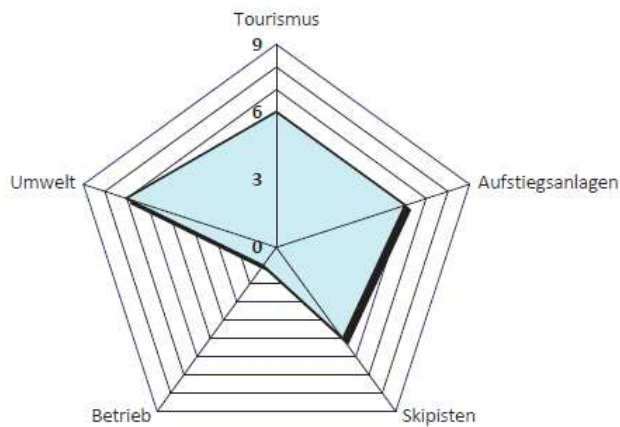 Tourismus
9
6
Umwelt
Aufstiegsanlagen
3
0
Betrieb
Skipisten